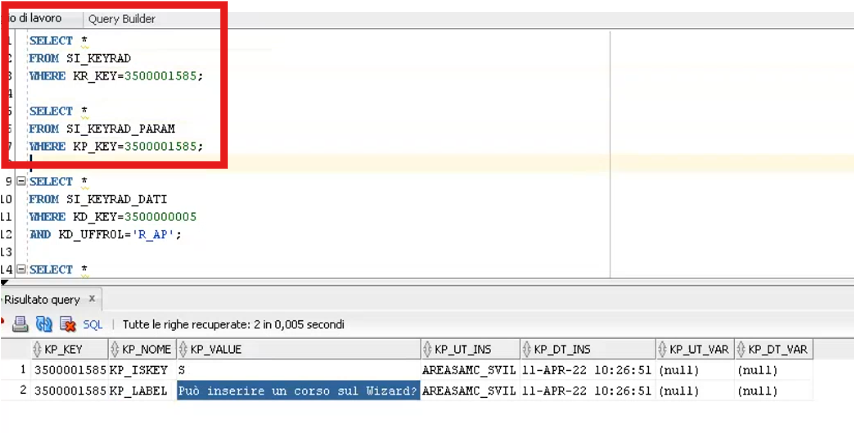 io di lavoro Query Builder
1 SELECT *
2 FROM SI_KEYRAD
3 WHERE KR_KEY=3500001585;
4
5 SELECT *
6 FROM SI_KEYRAD_PARAM
7 WHERE KP_KEY=3500001585;
9 SELECT *
10 FROM SI_KEYRAD_DATI
11 WHERE KD_KEY=3500000005
12 AND KD_UFFROL='R_AP';
13
14 SELECT *
Risultato query x
SQL | Tutte le righe recuperate: 2 in 0,005 secondi
KP_KEY KP_NOME KP_VALUE KP_UT_INS KP_DT_INS KP_UT_VAR KP_DT_VAR
1 3500001585 KP_ISKEY S AREASAMC_SVIL 11-APR-22 10:26:51 (null) (null)
2 3500001585 KP_LABEL Può inserire un corso sul Wizard? AREASAMC_SVIL 11-APR-22 10:26:51 (null) (null)